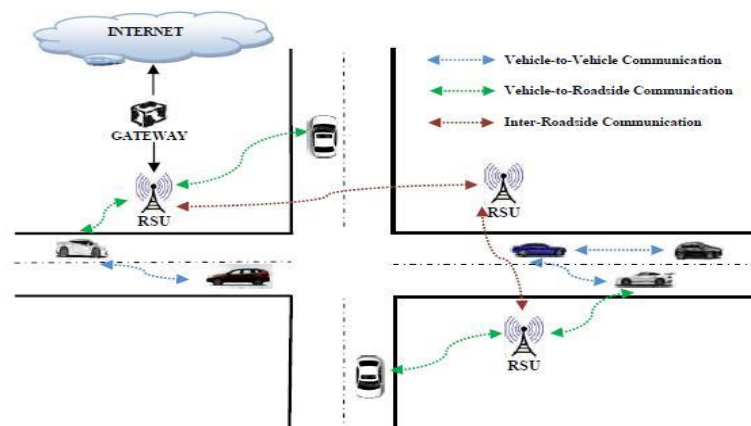 INTERNET
Vehicle-to-Vehicle Communication
Vehicle-to-Roadside Communication
Inter-Roadside Communication
GATEWAY
RSU
RSU
RSU